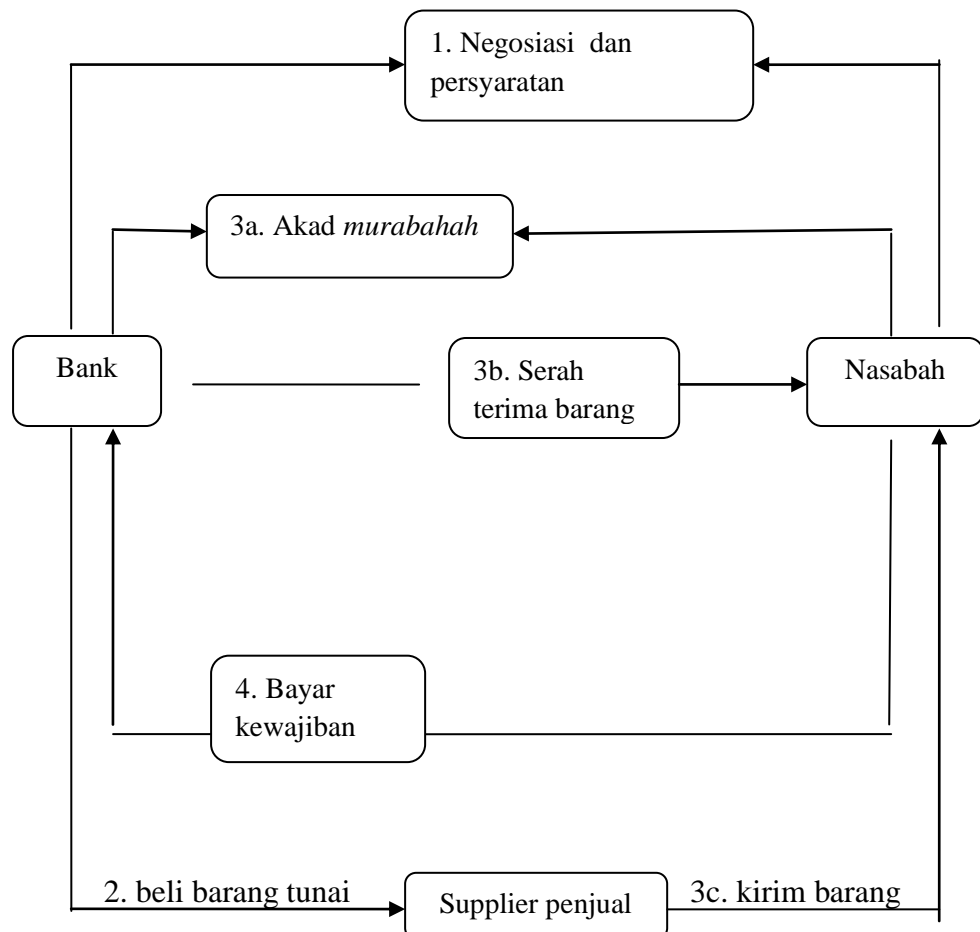 1. Negosiasi dan
persyaratan
3a. Akad murabahah
Bank
3b. Serah
terima barang
Nasabah
4. Bayar
kewajiban
2. beli barang tunai
Supplier penjual
3c. kirim barang